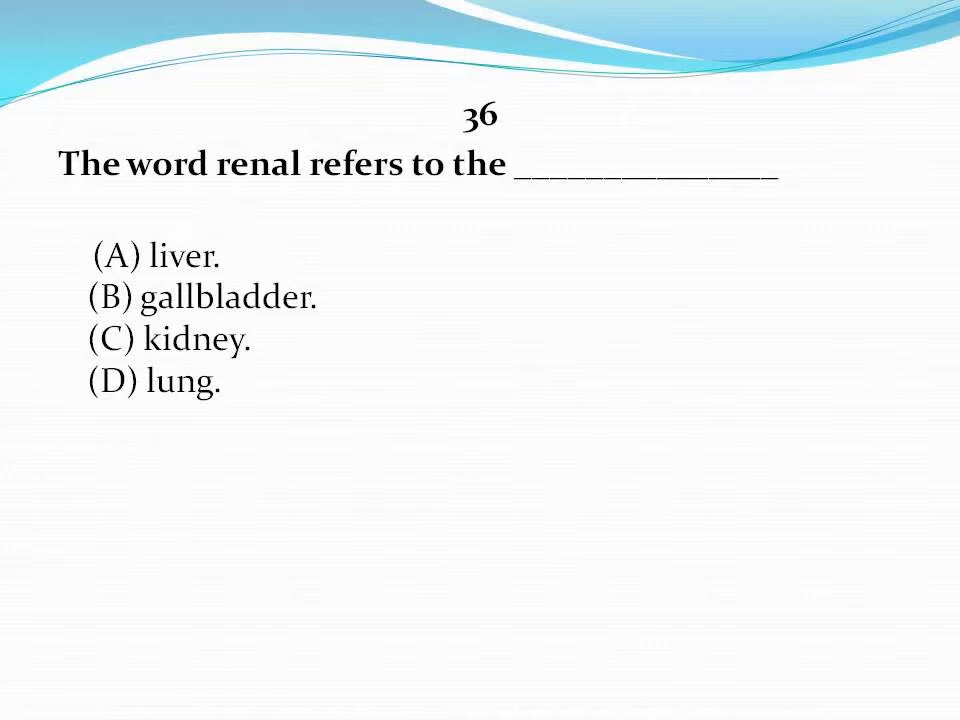 36
The word renal refers to the _______________
(A) liver.
(B) gallbladder.
(C) kidney.
(D) lung.